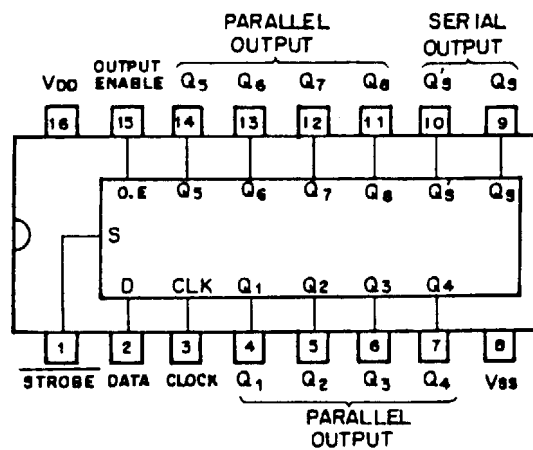 PARALLEL OUTPUT
SERIAL OUTPUT
VDD OUTPUT ENABLE Q5 Q6 Q7 Q8 Q's Qs
16 15 14 13 12 11 10 9
O.E Q5 Q6 Q7 Q8 Q's Qs
S
D CLK Q1 Q2 Q3 Q4
1 2 3 4 5 6 7 8
STROBE DATA CLOCK Q1 Q2 Q3 Q4 Vss
PARALLEL OUTPUT